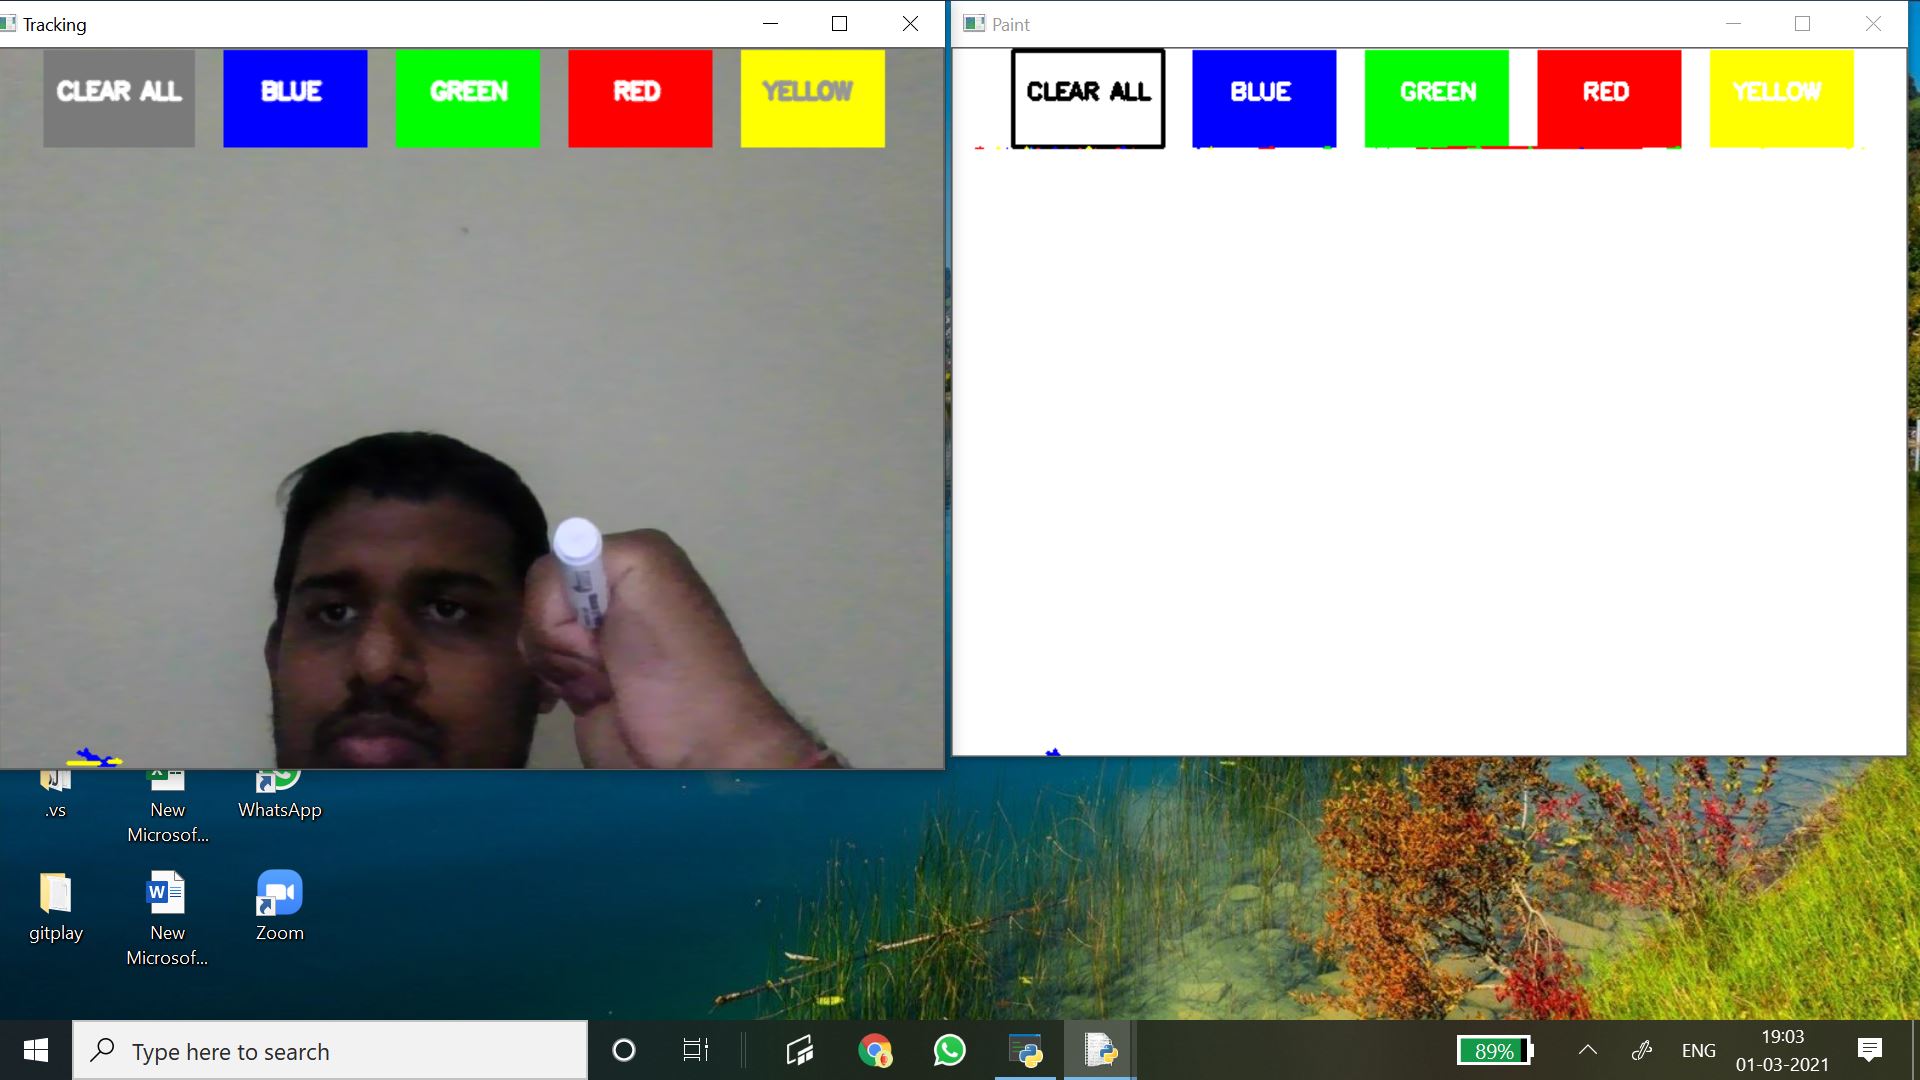 Tracking
CLEAR ALL
BLUE
GREEN
RED
YELLOW
Paint
CLEAR ALL
BLUE
GREEN
RED
YELLOW
.vs
New
Microsof...
WhatsApp
gitplay
New
Microsof...
Zoom
Type here to search
89%
ENG
19:03
01-03-2021